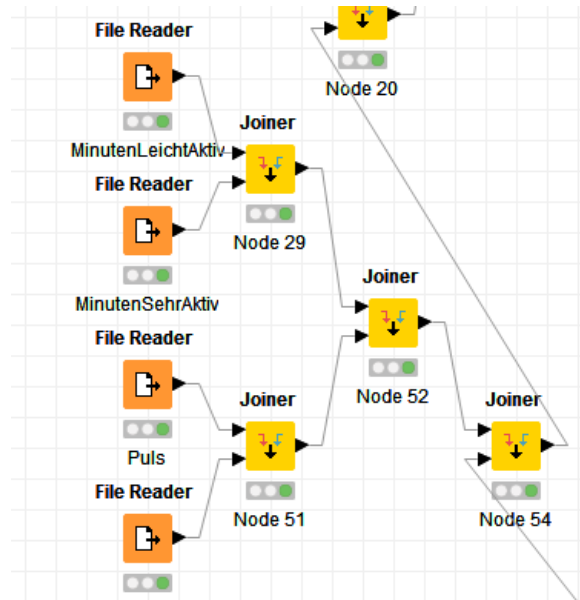 File Reader
Node 20
Joiner
MinutenLeichtAktiv
File Reader
Node 29
Joiner
MinutenSehrAktiv
File Reader
Node 52
Joiner
Joiner
Puls
File Reader
Node 51
Node 54